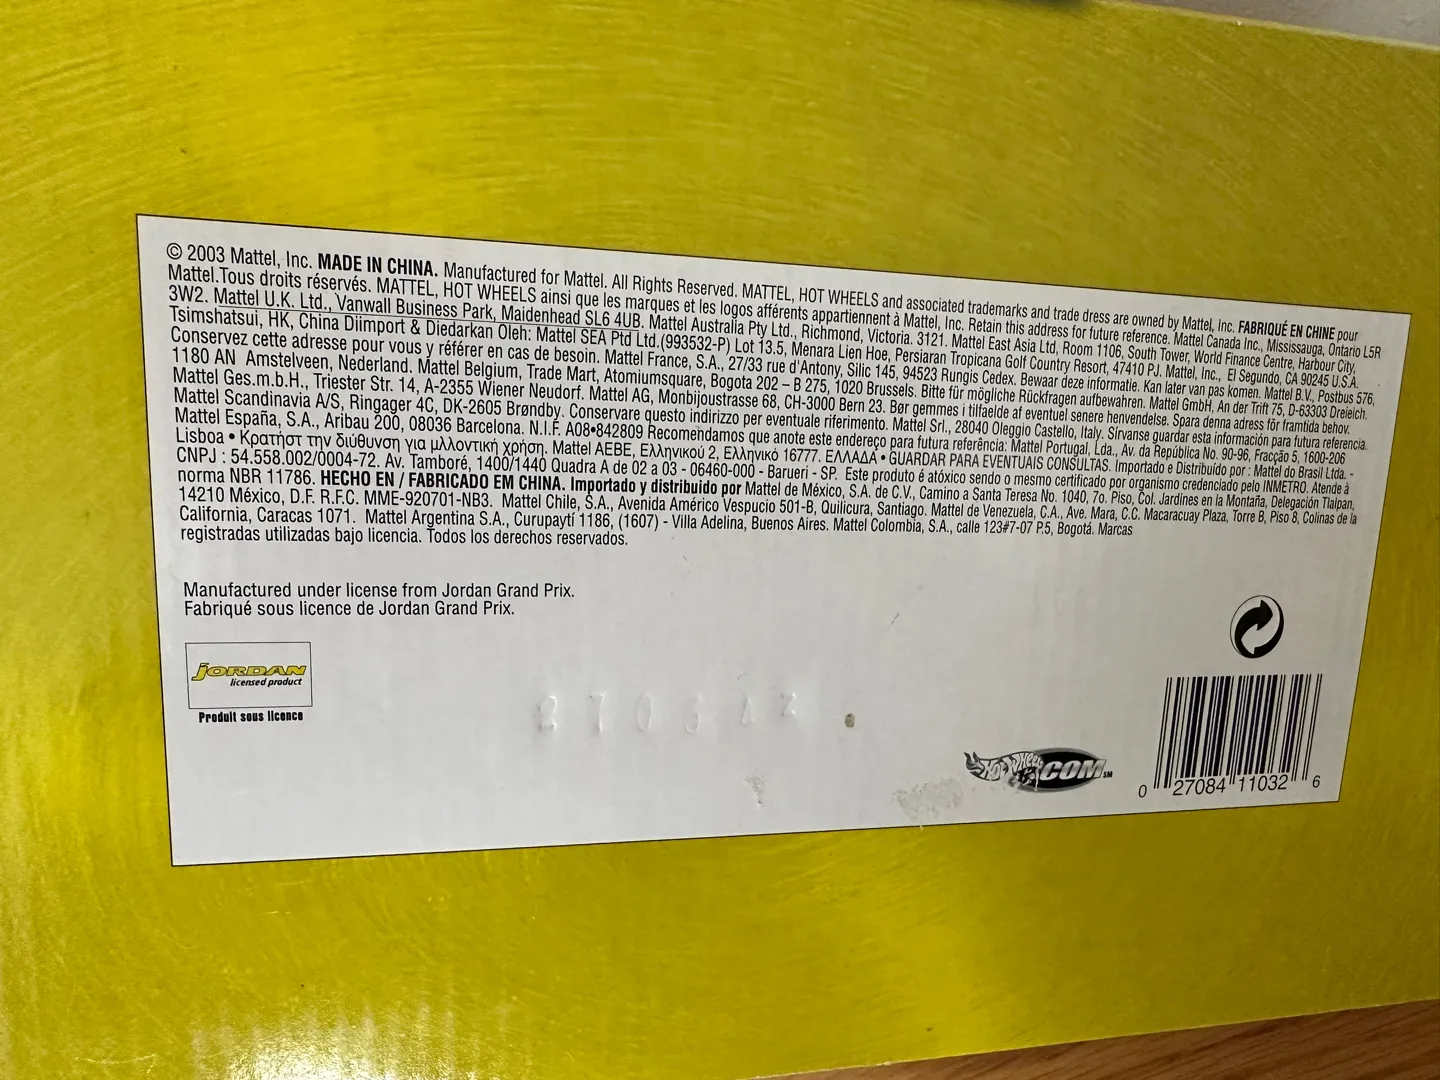 © 2003 Mattel, Inc. MADE IN CHINA. Manufactured for Mattel. All Rights Reserved. MATTEL, HOT WHEELS and associated trademarks and trade dress are owned by Mattel, Inc. FABRIQUÉ EN CHINE pour
Mattel.Tous droits réservés. MATTEL, HOT WHEELS ainsi que les marques et les logos afférents appartiennent à Mattel, Inc. Retain this address for future reference. Mattel Canada Inc., Mississauga, Ontario L5R
3W2. Mattel U.K. Ltd., Vanwall Business Park, Maidenhead SL6 4UB. Mattel Australia Pty Ltd., Richmond, Victoria. 3121. Mattel East Asia Ltd, Room 1106, South Tower, World Finance Centre, Harbour City,
Tsimshatsui, HK, China Diimport & Diedarkan Oleh: Mattel SEA Ptd Ltd.(993532-P) Lot 13.5, Menara Lien Hoe, Persiaran Tropicana Golf Country Resort, 47410 PJ. Mattel, Inc., El Segundo, CA 90245 U.S.A.
Conservez cette adresse pour vous y référer en cas de besoin. Mattel France, S.A., 27/33 rue d'Antony, Silic 145, 94523 Rungis Cedex. Bewaar deze informatie. Kan later van pas komen. Mattel B.V., Postbus 576,
1180 AN Amstelveen, Nederland. Mattel Belgium, Trade Mart, Atomiumsquare, Bogota 202 – B 275, 1020 Brussels. Bitte für mögliche Rückfragen aufbewahren. Mattel GmbH, An der Trift 75, D-63303 Dreieich.
Mattel Ges.m.b.H., Triester Str. 14, A-2355 Wiener Neudorf. Mattel AG, Monbijoustrasse 68, CH-3000 Bern 23. Bør gemmes i tilfaelde af eventuel senere henvendelse. Spara denna adress för framtida behov.
Mattel Scandinavia A/S, Ringager 4C, DK-2605 Brøndby. Conservare questo indirizzo per eventuale riferimento. Mattel Srl., 28040 Oleggio Castello, Italy. Sírvanse guardar esta información para futura referencia.
Mattel España, S.A., Aribau 200, 08036 Barcelona. N.I.F. A08•842809 Recomendamos que anote este endereço para futura referência: Mattel Portugal, Lda., Av. da República No. 90-96, Fracção 5, 1600-206
Lisboa • Κρατήστ την διύθυνση για μλλοντική χρήση. Mattel AEBE, Ελληνικού 2, Ελληνικό 16777. ΕΛΛΑΔΑ • GUARDAR PARA EVENTUAIS CONSULTAS. Importado e Distribuído por : Mattel do Brasil Ltda. -
CNPJ : 54.558.002/0004-72. Av. Tamboré, 1400/1440 Quadra A de 02 a 03 - 06460-000 - Barueri - SP. Este produto é atóxico sendo o mesmo certificado por organismo credenciado pelo INMETRO. Atende à
norma NBR 11786. HECHO EN / FABRICADO EM CHINA. Importado y distribuido por Mattel de México, S.A. de C.V., Camino a Santa Teresa No. 1040, 7o. Piso, Col. Jardines en la Montaña, Delegación Tlalpan,
14210 México, D.F. R.F.C. MME-920701-NB3. Mattel Chile, S.A., Avenida Américo Vespucio 501-B, Quilicura, Santiago. Mattel de Venezuela, C.A., Ave. Mara, C.C. Macaracuay Plaza, Torre B, Piso 8, Colinas de la
California, Caracas 1071. Mattel Argentina S.A., Curupaytí 1186, (1607) - Villa Adelina, Buenos Aires. Mattel Colombia, S.A., calle 123#7-07 P.5, Bogotá. Marcas
registradas utilizadas bajo licencia. Todos los derechos reservados.
Manufactured under license from Jordan Grand Prix.
Fabriqué sous licence de Jordan Grand Prix.
JORDAN
licensed product
Produit sous licence
HOT WHEELS.COM SM
0 27084 11032 6